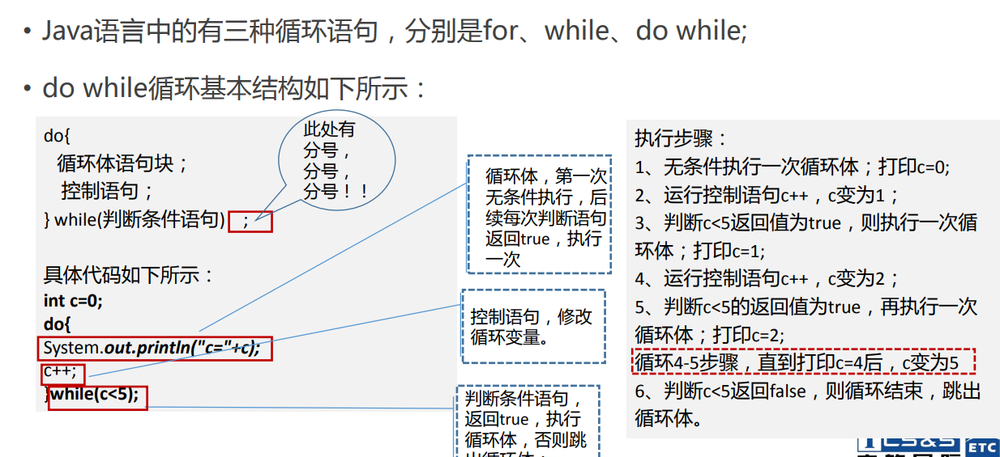 • Java语言中的有三种循环语句，分别是for、while、do while;
• do while循环基本结构如下所示：
do{
循环体语句块；
控制语句；
} while(判断条件语句) ；
此处有
分号，
分号，
分号！！
具体代码如下所示：
int c=0;
do{
System.out.println("c="+c);
c++;
}while(c<5);
循环体，第一次
无条件执行，后
续每次判断语句
返回true，执行
一次
控制语句，修改
循环变量。
判断条件语句，
返回true，执行
循环体，否则跳
出循环体；
执行步骤：
1、无条件执行一次循环体；打印c=0;
2、运行控制语句c++，c变为1；
3、判断c<5返回值为true，则执行一次循
环体；打印c=1;
4、运行控制语句c++，c变为2；
5、判断c<5的返回值为true，再执行一次
循环体；打印c=2;
循环4-5步骤，直到打印c=4后，c变为5
6、判断c<5返回false，则循环结束，跳出
循环体。
ETC